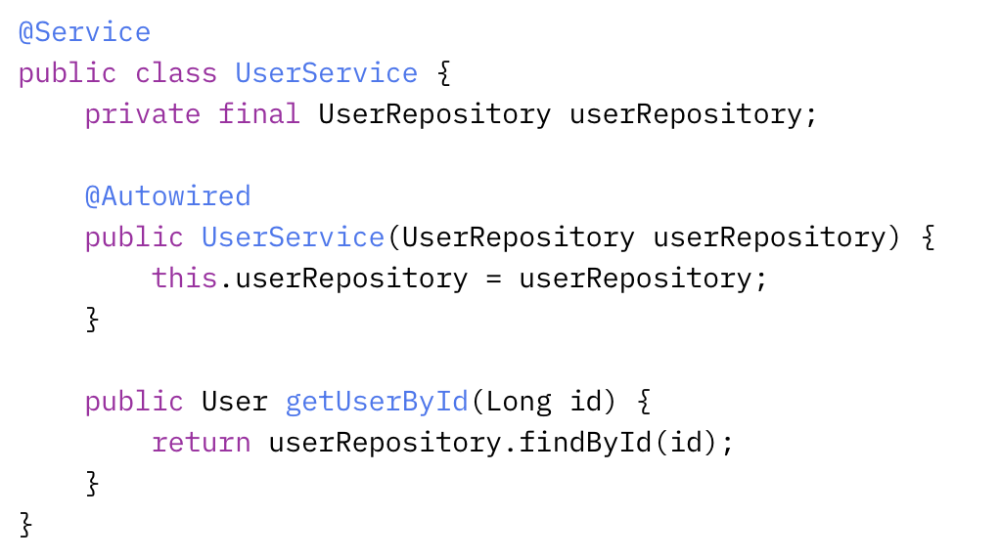 @Service
public class UserService {
    private final UserRepository userRepository;

    @Autowired
    public UserService(UserRepository userRepository) {
        this.userRepository = userRepository;
    }

    public User getUserById(Long id) {
        return userRepository.findById(id);
    }
}